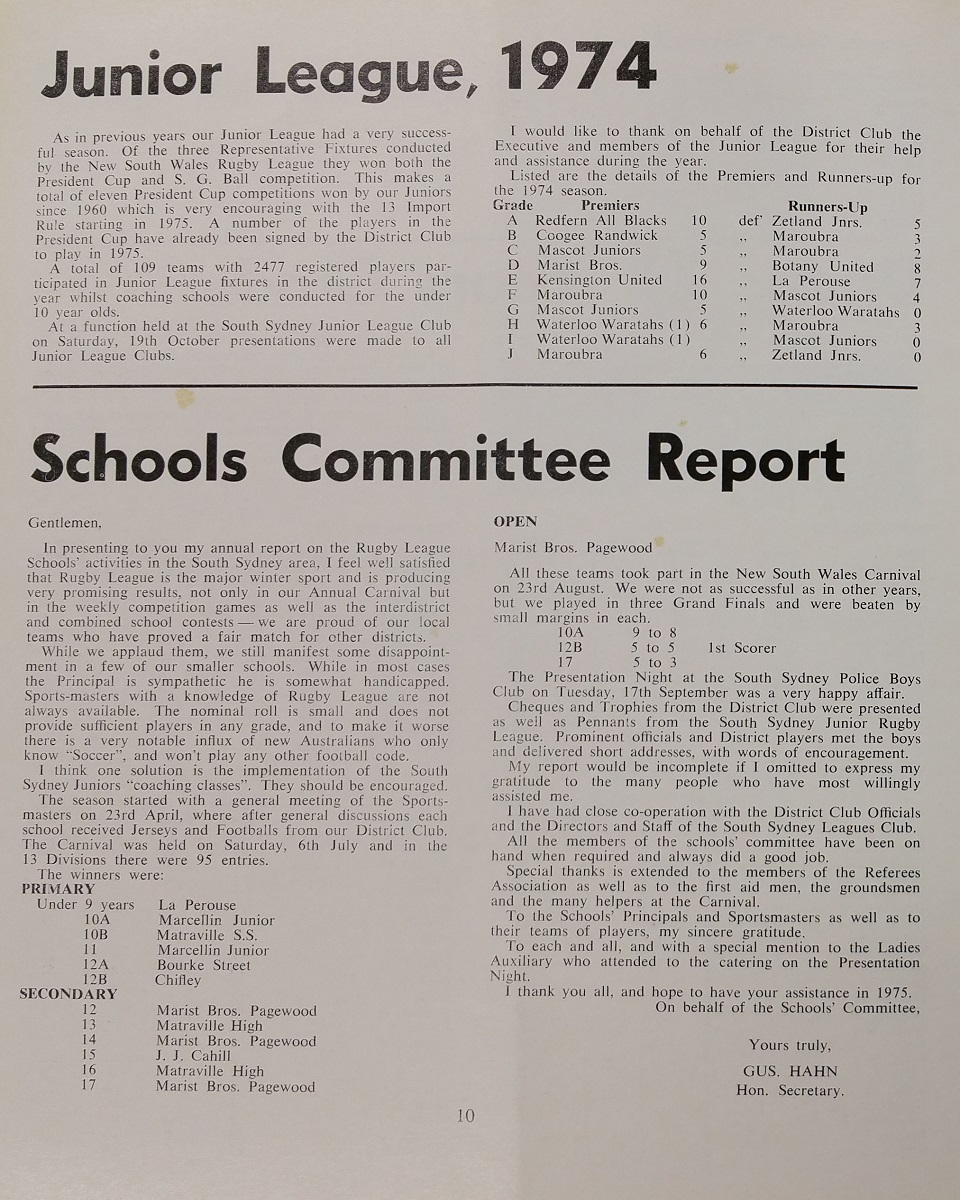 Junior League, 1974
As in previous years our Junior League had a very success-
ful season. Of the three Representative Fixtures conducted
by the New South Wales Rugby League they won both the
President Cup and S. G. Ball competition. This makes a
total of eleven President Cup competitions won by our Juniors
since 1960 which is very encouraging with the 13 Import
Rule starting in 1975. A number of the players in the
President Cup have already been signed by the District Club
to play in 1975.
A total of 109 teams with 2477 registered players par-
ticipated in Junior League fixtures in the district during the
year whilst coaching schools were conducted for the under
10 year olds.
At a function held at the South Sydney Junior League Club
on Saturday, 19th October presentations were made to all
Junior League Clubs.
I would like to thank on behalf of the District Club the
Executive and members of the Junior League for their help
and assistance during the year.
Listed are the details of the Premiers and Runners-up for
the 1974 season.
Grade Premiers Runners-Up
A Redfern All Blacks 10 def' Zetland Jnrs. 5
B Coogee Randwick 5 ,, Maroubra 3
C Mascot Juniors 5 ,, Maroubra 2
D Marist Bros. 9 ,, Botany United 8
E Kensington United 16 ,, La Perouse 7
F Maroubra 10 ,, Mascot Juniors 4
G Mascot Juniors 5 ,, Waterloo Waratahs 0
H Waterloo Waratahs (1) 6 ,, Maroubra 3
I Waterloo Waratahs (1) ,, Mascot Juniors 0
J Maroubra 6 ,, Zetland Jnrs. 0
Schools Committee Report
Gentlemen,
In presenting to you my annual report on the Rugby League
Schools' activities in the South Sydney area, I feel well satisfied
that Rugby League is the major winter sport and is producing
very promising results, not only in our Annual Carnival but
in the weekly competition games as well as the interdistrict
and combined school contests — we are proud of our local
teams who have proved a fair match for other districts.
While we applaud them, we still manifest some disappoint-
ment in a few of our smaller schools. While in most cases
the Principal is sympathetic he is somewhat handicapped.
Sports-masters with a knowledge of Rugby League are not
always available. The nominal roll is small and does not
provide sufficient players in any grade, and to make it worse
there is a very notable influx of new Australians who only
know "Soccer", and won't play any other football code.
I think one solution is the implementation of the South
Sydney Juniors "coaching classes". They should be encouraged.
The season started with a general meeting of the Sports-
masters on 23rd April, where after general discussions each
school received Jerseys and Footballs from our District Club.
The Carnival was held on Saturday, 6th July and in the
13 Divisions there were 95 entries.
The winners were:
PRIMARY
Under 9 years La Perouse
10A Marcellin Junior
10B Matraville S.S.
11 Marcellin Junior
12A Bourke Street
12B Chifley
SECONDARY
12 Marist Bros. Pagewood
13 Matraville High
14 Marist Bros. Pagewood
15 J. J. Cahill
16 Matraville High
17 Marist Bros. Pagewood
OPEN
Marist Bros. Pagewood
All these teams took part in the New South Wales Carnival
on 23rd August. We were not as successful as in other years,
but we played in three Grand Finals and were beaten by
small margins in each.
10A 9 to 8
12B 5 to 5 1st Scorer
17 5 to 3
The Presentation Night at the South Sydney Police Boys
Club on Tuesday, 17th September was a very happy affair.
Cheques and Trophies from the District Club were presented
as well as Pennants from the South Sydney Junior Rugby
League. Prominent officials and District players met the boys
and delivered short addresses, with words of encouragement.
My report would be incomplete if I omitted to express my
gratitude to the many people who have most willingly
assisted me.
I have had close co-operation with the District Club Officials
and the Directors and Staff of the South Sydney Leagues Club.
All the members of the schools' committee have been on
hand when required and always did a good job.
Special thanks is extended to the members of the Referees
Association as well as to the first aid men, the groundsmen
and the many helpers at the Carnival.
To the Schools' Principals and Sportsmasters as well as to
their teams of players, my sincere gratitude.
To each and all, and with a special mention to the Ladies
Auxiliary who attended to the catering on the Presentation
Night.
I thank you all, and hope to have your assistance in 1975.
On behalf of the Schools' Committee,
Yours truly,
GUS. HAHN
Hon. Secretary.
10